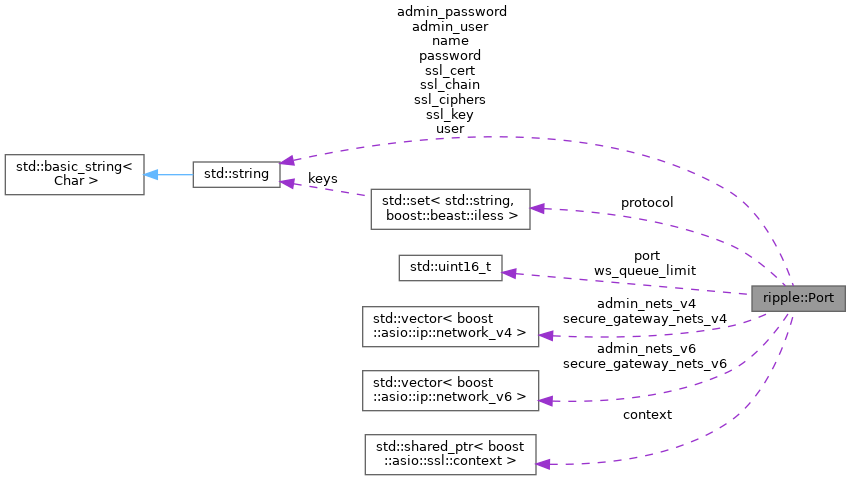 admin_password
admin_user
name
password
ssl_cert
ssl_chain
ssl_ciphers
ssl_key
user
std::basic_string<
Char >
std::string
keys
std::set< std::string,
boost::beast::iless >
protocol
std::uint16_t
port
ws_queue_limit
ripple::Port
std::vector< boost
::asio::ip::network_v4 >
admin_nets_v4
secure_gateway_nets_v4
std::vector< boost
::asio::ip::network_v6 >
admin_nets_v6
secure_gateway_nets_v6
std::shared_ptr< boost
::asio::ssl::context >
context